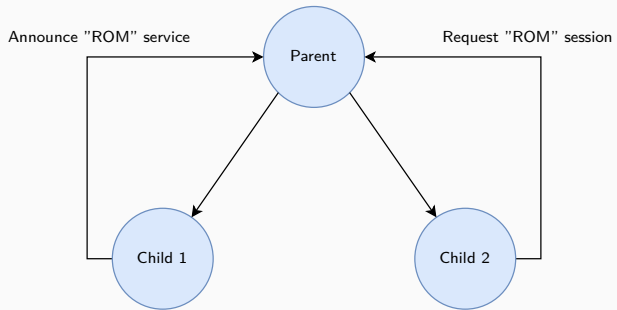 Announce "ROM" service
Parent
Request "ROM" session
Child 1
Child 2